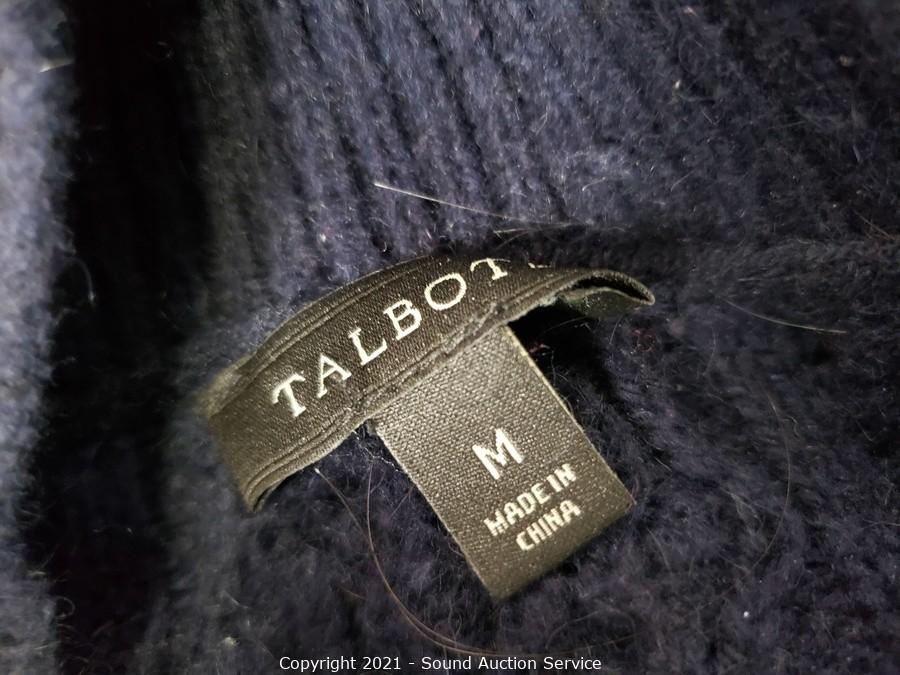 TALBOT
M
MADE IN
CHINA
Copyright 2021 - Sound Auction Service